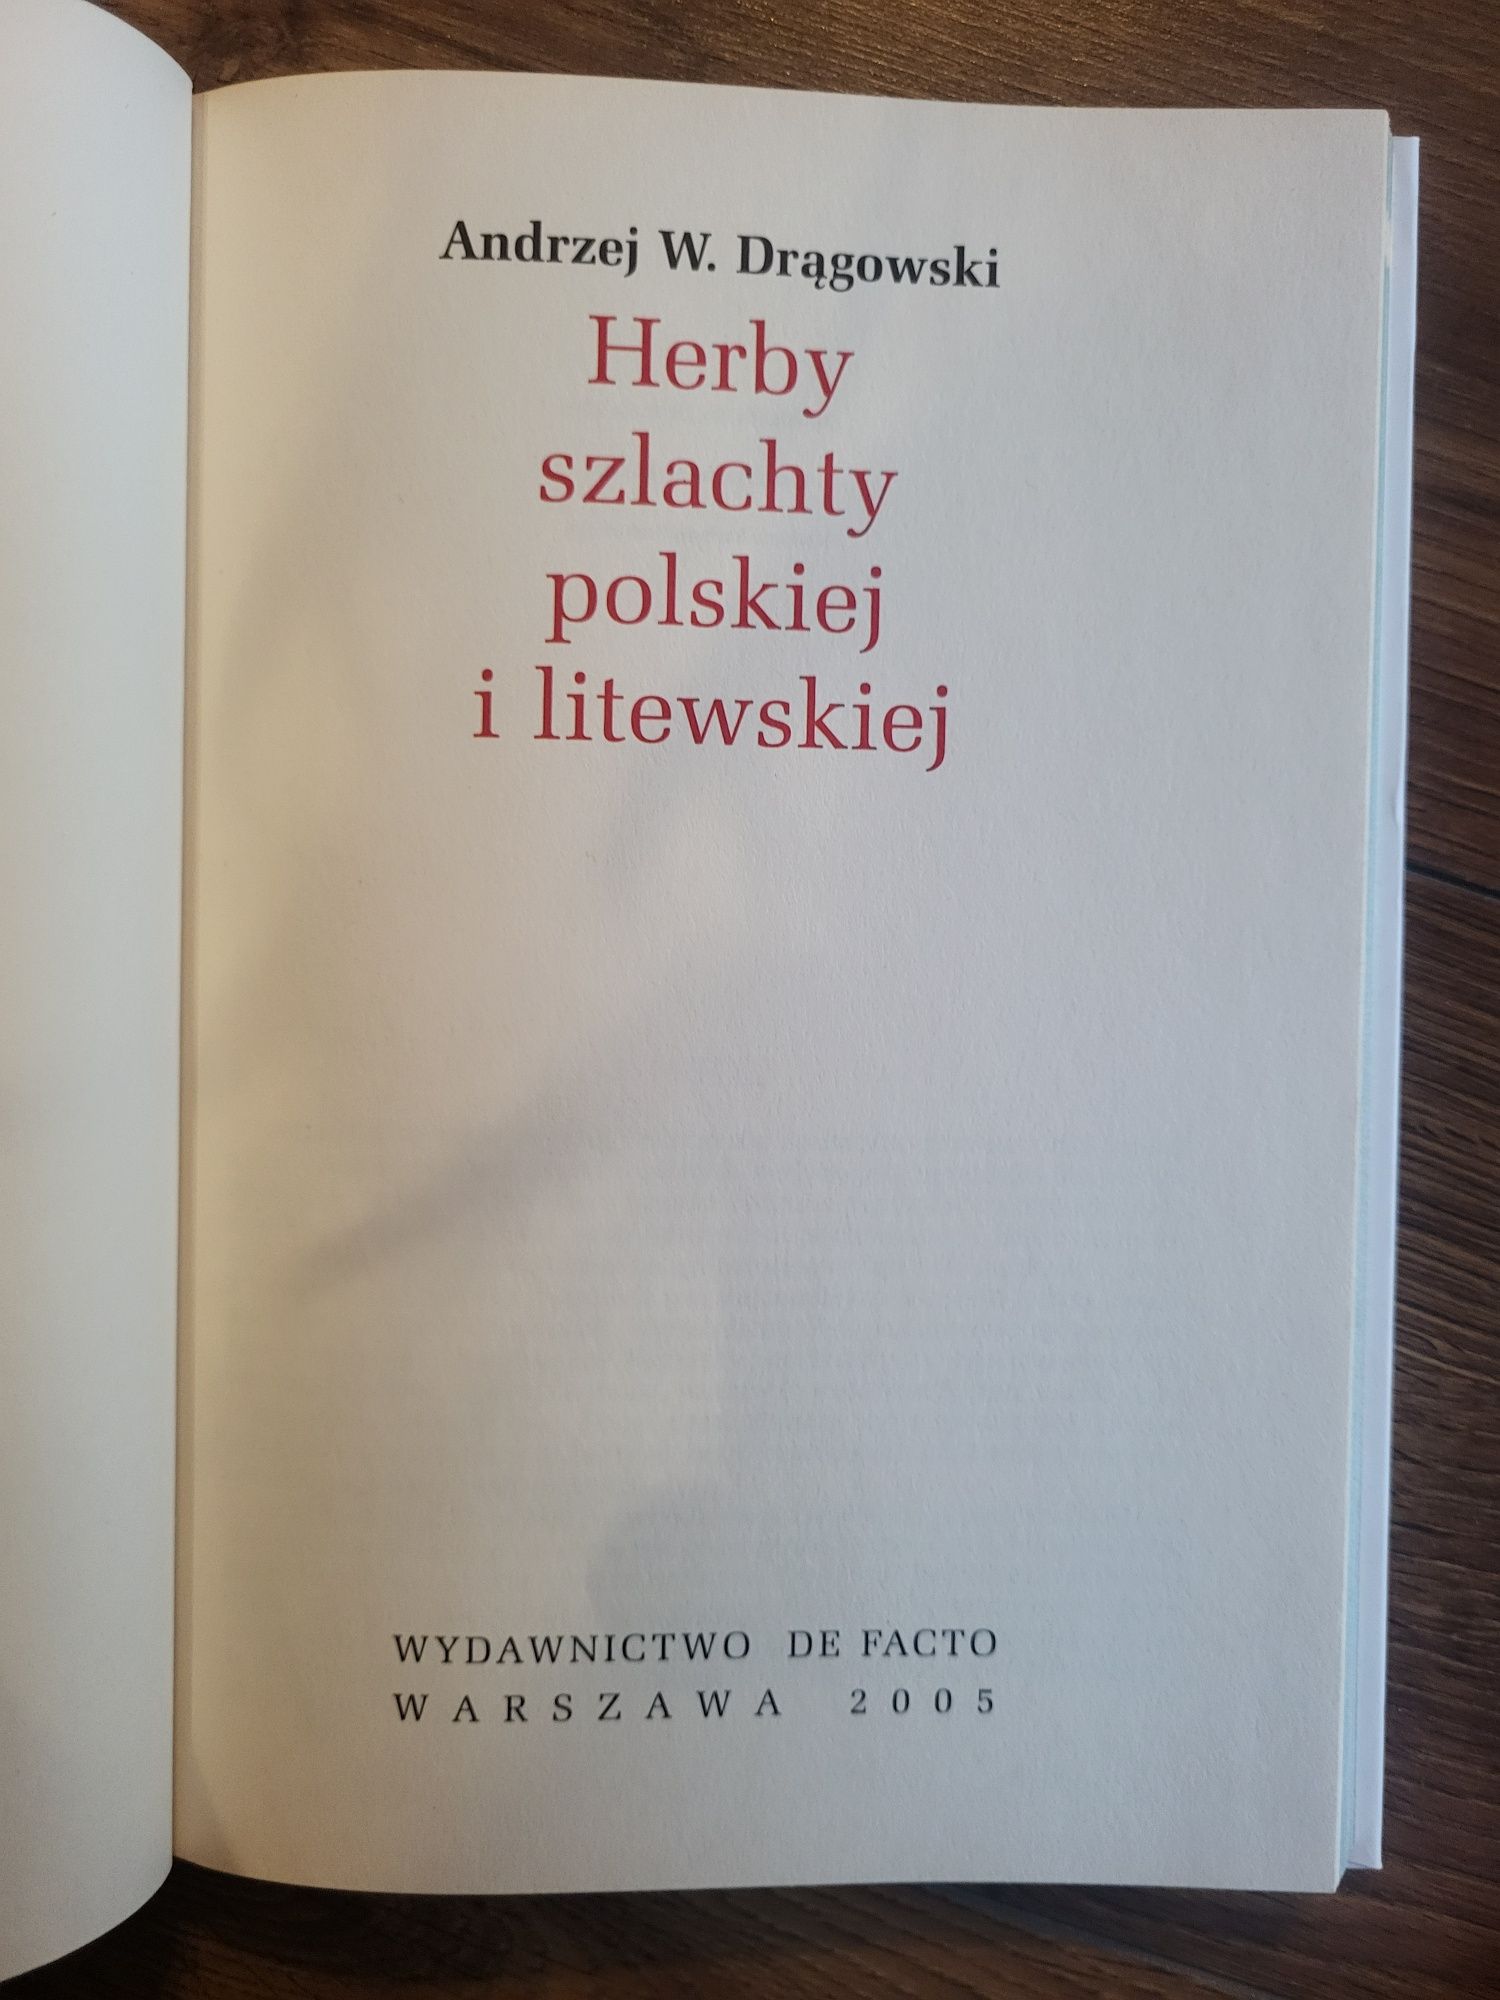 Andrzej W. Drągowski
Herby
szlachty
polskiej
i litewskiej
WYDAWNICTWO DE FACTO
WARSZAWA 2005